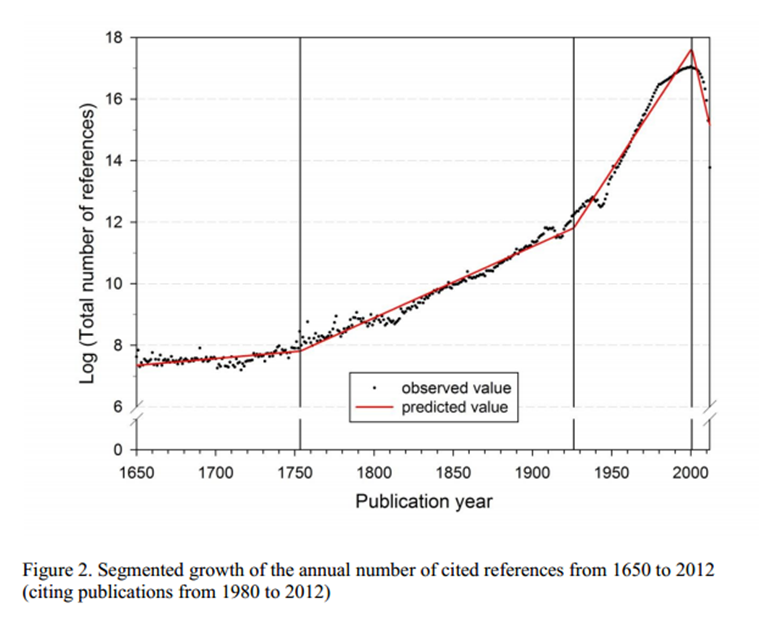 18
16
14
12
10
8
6
0
Log (Total number of references)
observed value
predicted value
1650 1700 1750 1800 1850 1900 1950 2000
Publication year
Figure 2. Segmented growth of the annual number of cited references from 1650 to 2012
(citing publications from 1980 to 2012)